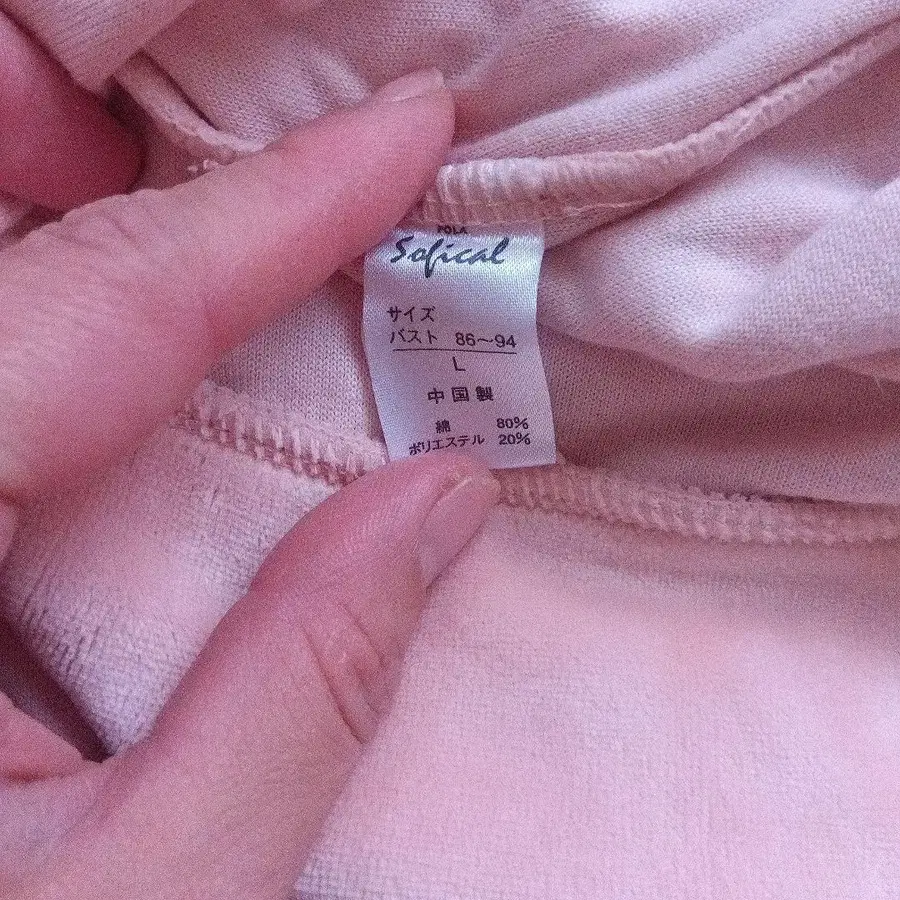 POLA
Sofical
サイズ
バスト 86～94
L
中国製
綿 80%
ポリエステル 20%